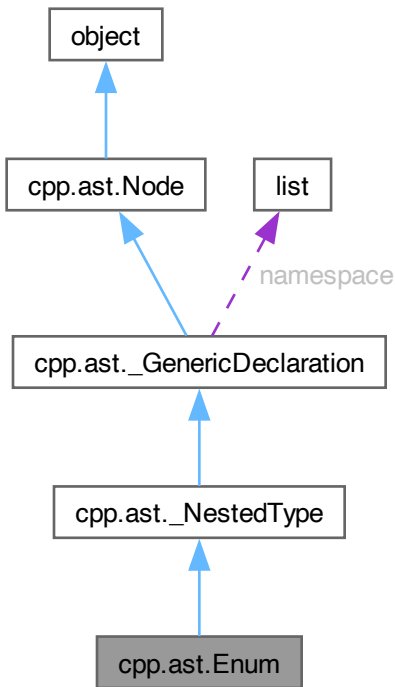 object
cpp.ast.Node
list
namespace
cpp.ast._GenericDeclaration
cpp.ast._NestedType
cpp.ast.Enum